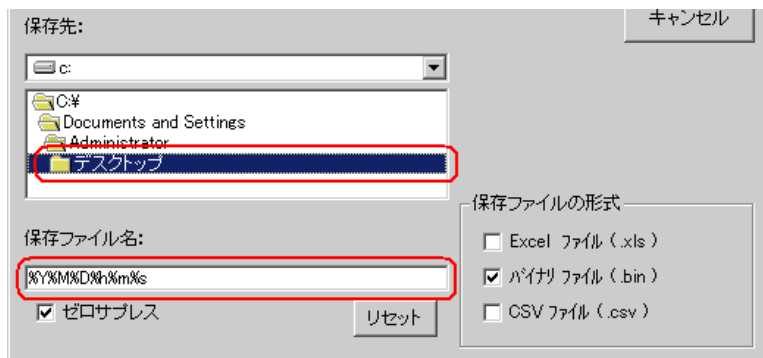 保存先:
キャンセル
c:
C:¥
Documents and Settings
Administrator
デスクトップ
保存ファイル名:
%Y%M%D%h%m%s
ゼロサプレス
リセット
保存ファイルの形式
Excel ファイル (.xls)
バイナリ ファイル (.bin)
CSV ファイル (.csv)